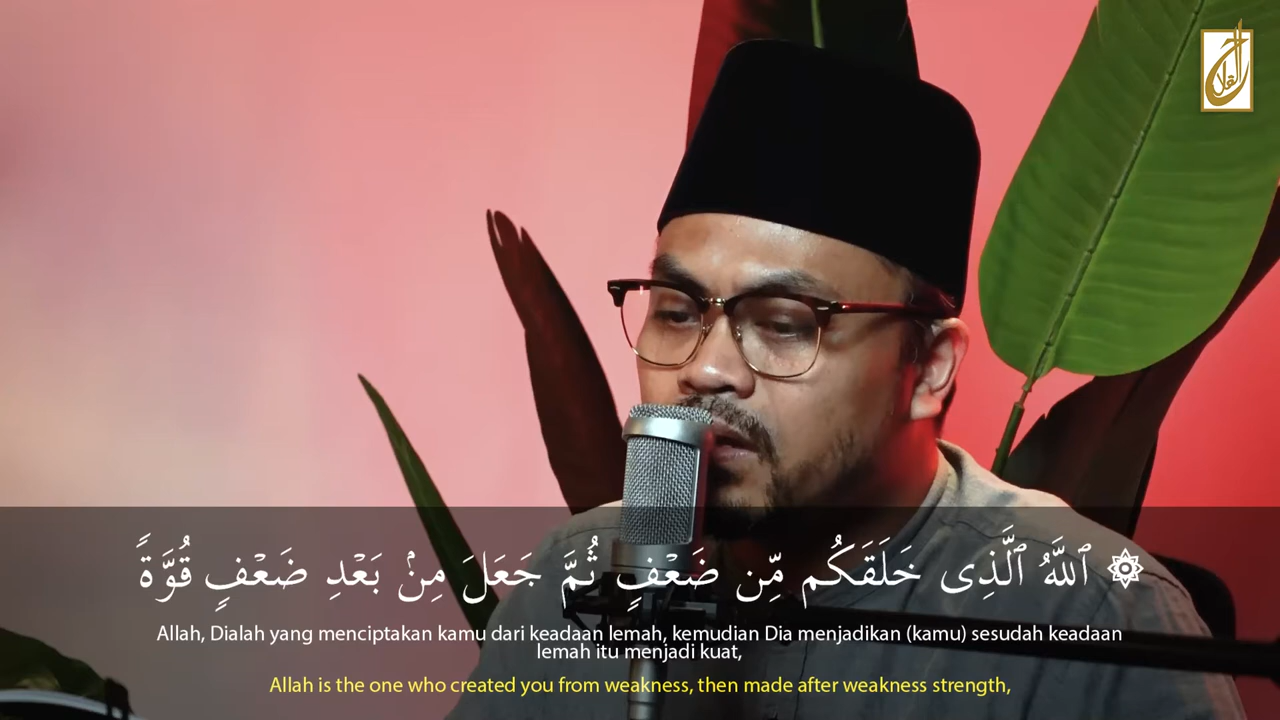 ۞ ٱللَّهُ ٱلَّذِى خَلَقَكُم مِّن ضَعْفٍ ثُمَّ جَعَلَ مِنۢ بَعْدِ ضَعْفٍ قُوَّةً
Allah, Dialah yang menciptakan kamu dari keadaan lemah, kemudian Dia menjadikan (kamu) sesudah keadaan
lemah itu menjadi kuat,
Allah is the one who created you from weakness, then made after weakness strength,